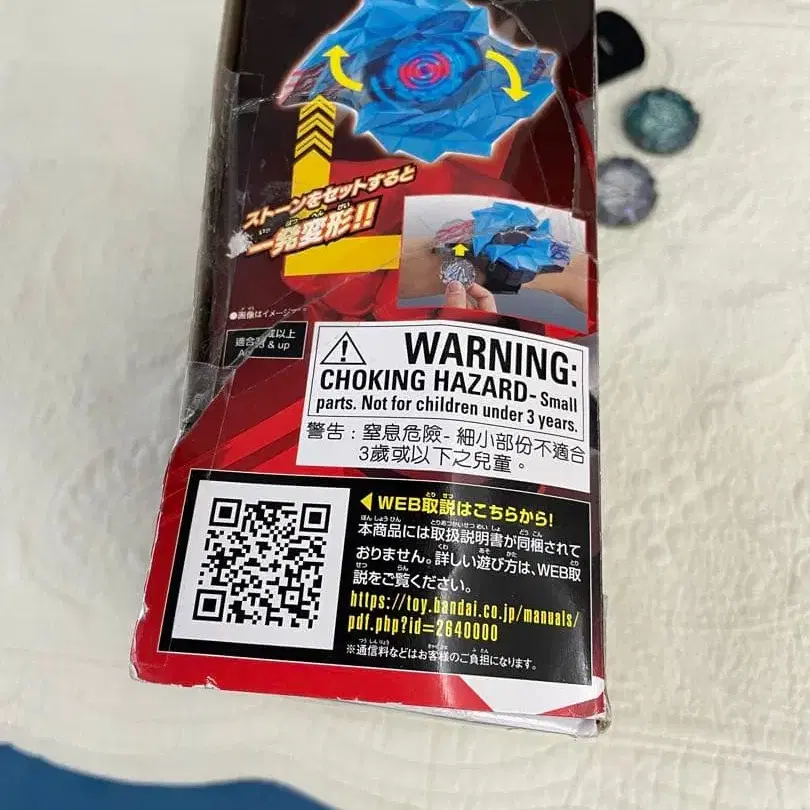 ストーンをセットすると
一発変形!!
●画像はイメージ
或以上
適合
& up
WARNING:
CHOKING HAZARD- Small
parts. Not for children under 3 years.
警告：窒息危險- 細小部份不適合
3歲或以下之兒童。
◀WEB取説はこちらから!
本商品には取扱説明書が同梱されて
おりません。詳しい遊び方は、WEB取
説をご覧ください。
https://toy.bandai.co.jp/manuals/
pdf.php?id=2640000
※通信料などはお客様のご負担になります。